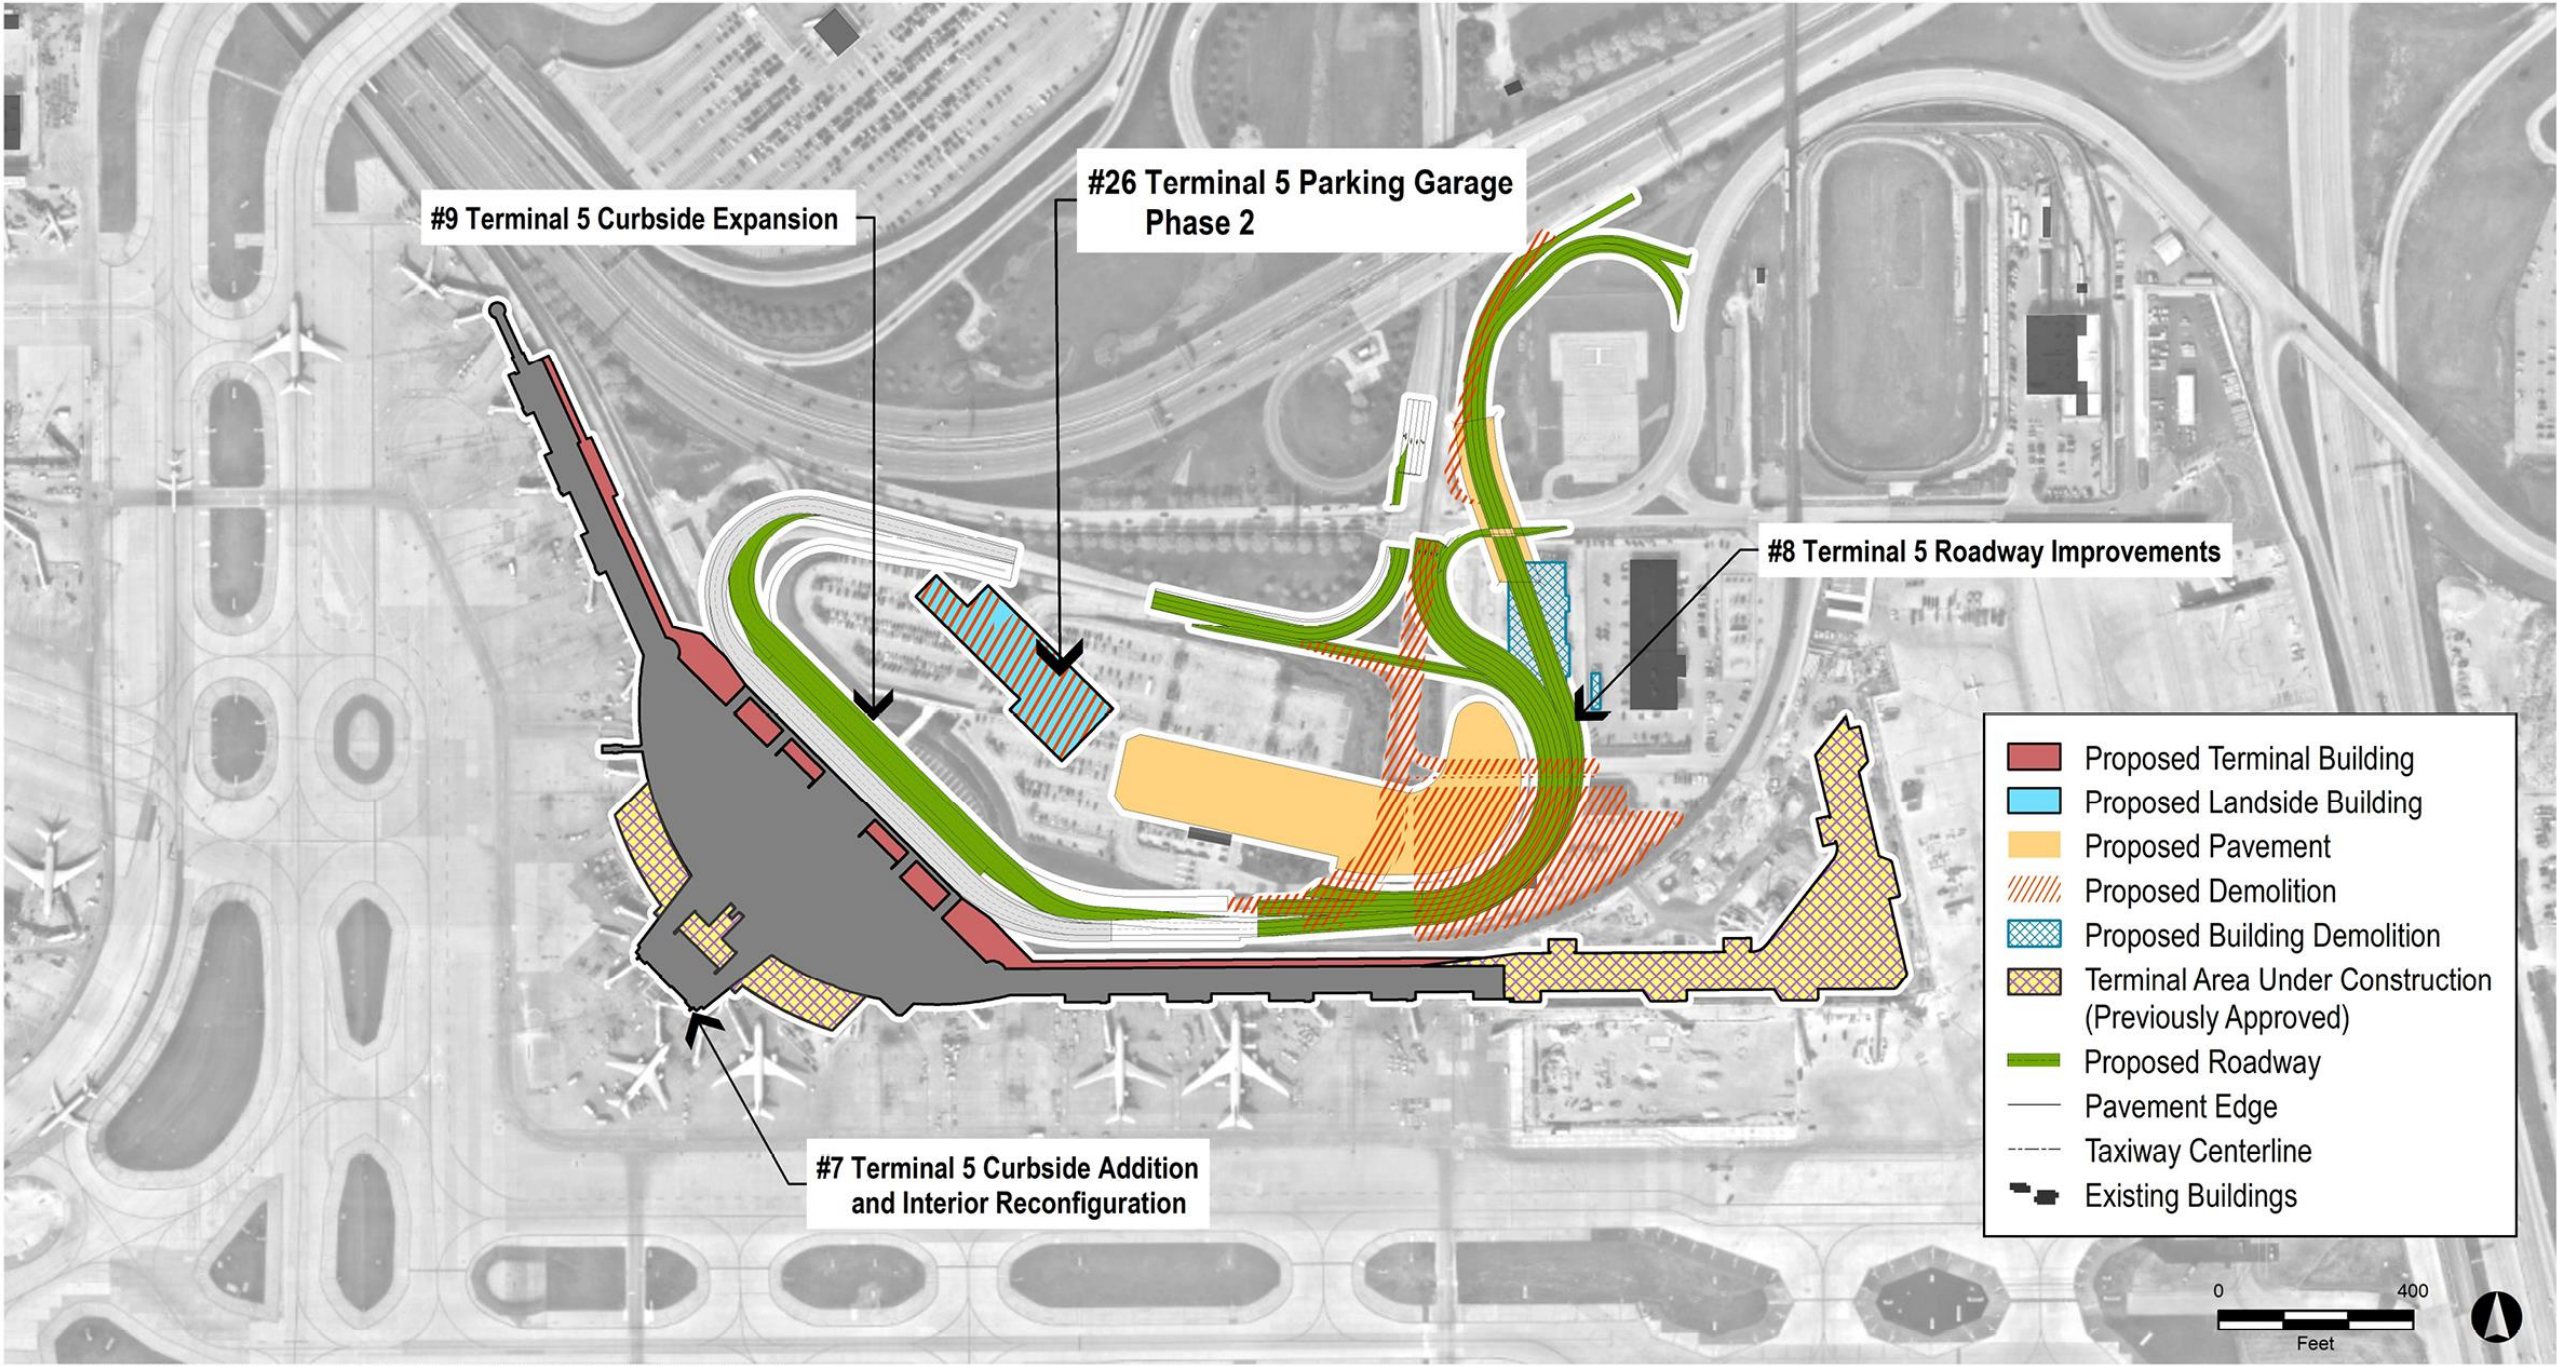 #26 Terminal 5 Parking Garage
Phase 2
#9 Terminal 5 Curbside Expansion
#8 Terminal 5 Roadway Improvements
Proposed Terminal Building
Proposed Landside Building
Proposed Pavement
Proposed Demolition
Proposed Building Demolition
Terminal Area Under Construction
(Previously Approved)
Proposed Roadway
Pavement Edge
Taxiway Centerline
Existing Buildings
#7 Terminal 5 Curbside Addition
and Interior Reconfiguration
0 400
Feet